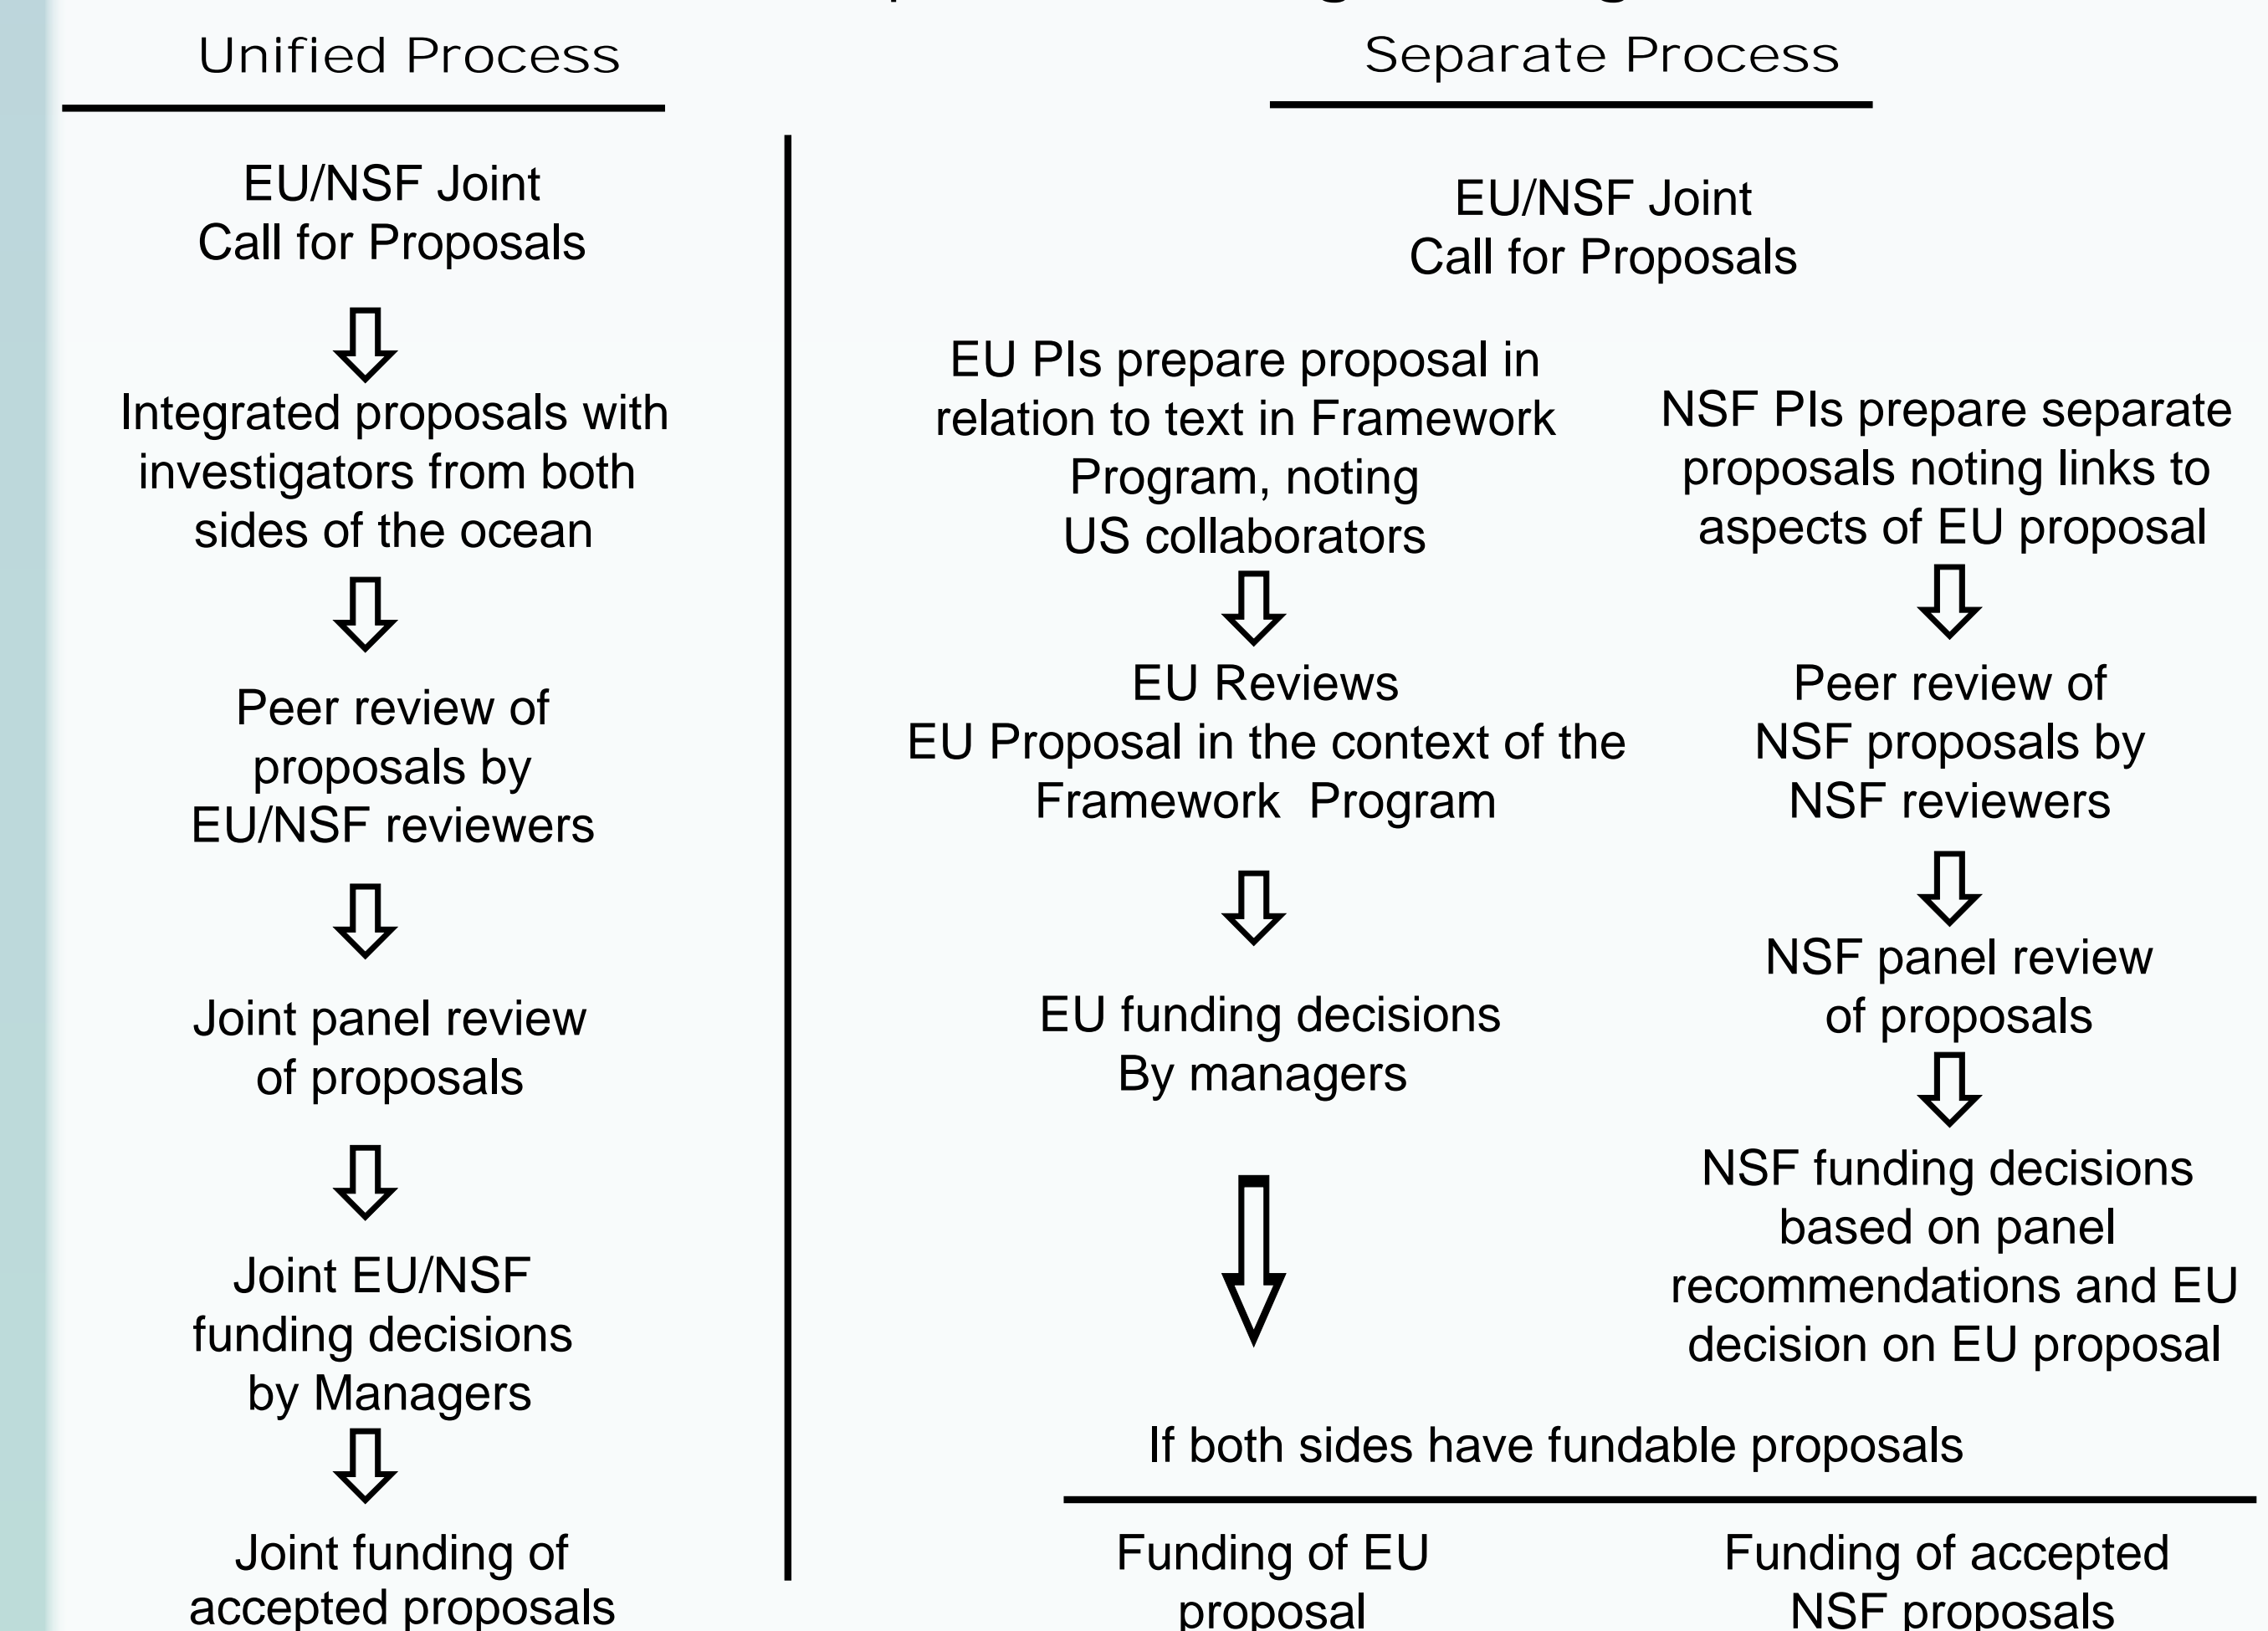 Unified Process
EU/NSF Joint
Call for Proposals
Integrated proposals with
investigators from both
sides of the ocean
Peer review of
proposals by
EU/NSF reviewers
Joint panel review
of proposals
Joint EU/NSF
funding decisions
by Managers
Joint funding of
accepted proposals
Separate Process
EU/NSF Joint
Call for Proposals
EU PIs prepare proposal in
relation to text in Framework
Program, noting
US collaborators
EU Reviews
EU Proposal in the context of the
Framework Program
EU funding decisions
By managers
NSF PIs prepare separate
proposals noting links to
aspects of EU proposal
Peer review of
NSF proposals by
NSF reviewers
NSF panel review
of proposals
NSF funding decisions
based on panel
recommendations and EU
decision on EU proposal
If both sides have fundable proposals
Funding of EU
proposal
Funding of accepted
NSF proposals